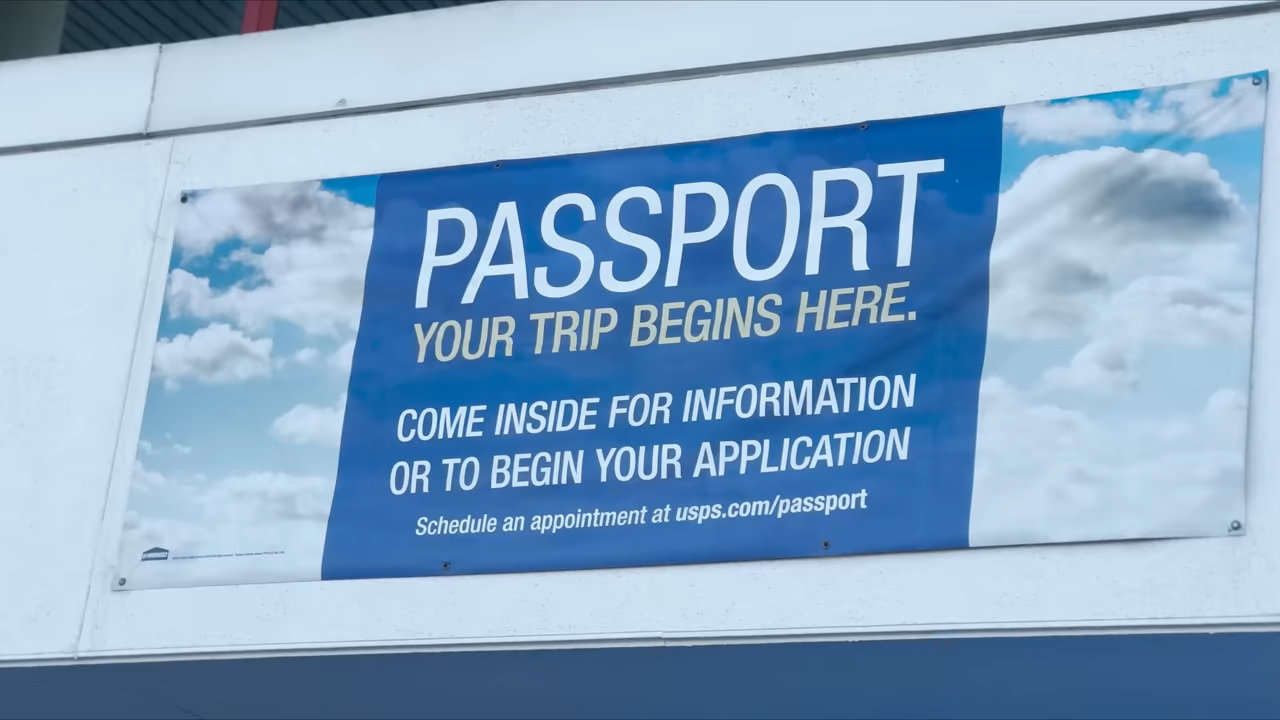 PASSPORT
YOUR TRIP BEGINS HERE.
COME INSIDE FOR INFORMATION
OR TO BEGIN YOUR APPLICATION
Schedule an appointment at usps.com/passport